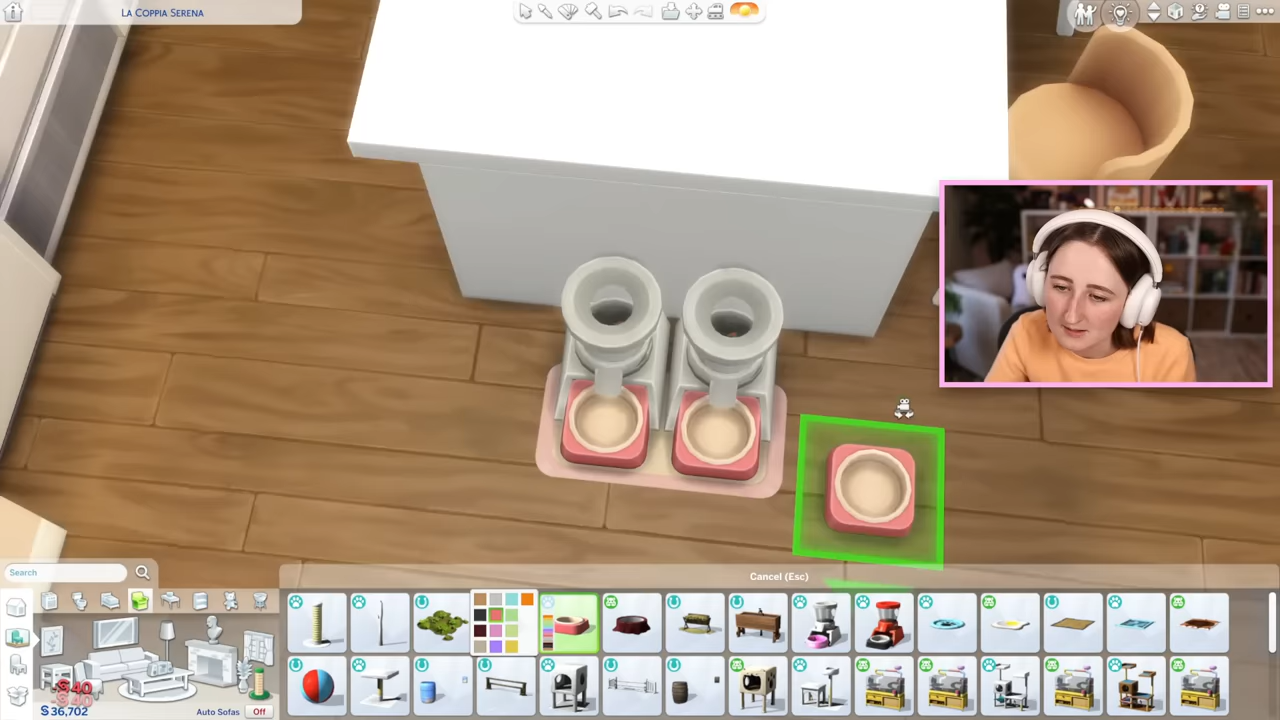 LA COPPIA SERENA
Cancel (Esc)
Search
§40
§36,702
Auto Sofas
Off